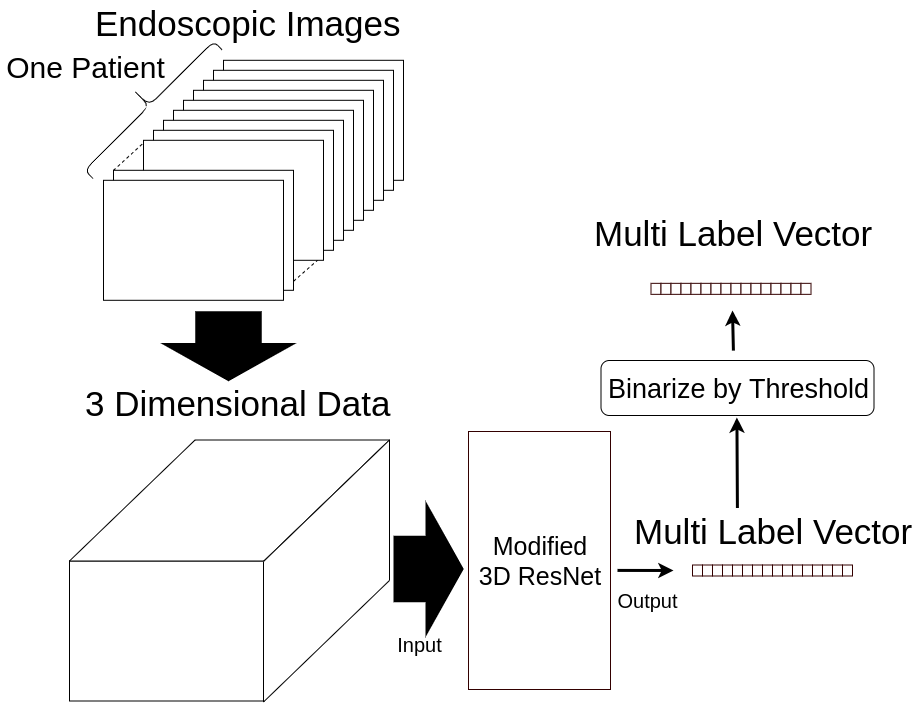 Endoscopic Images
One Patient
3 Dimensional Data
Input
Modified
3D ResNet
Output
Multi Label Vector
Binarize by Threshold
Multi Label Vector